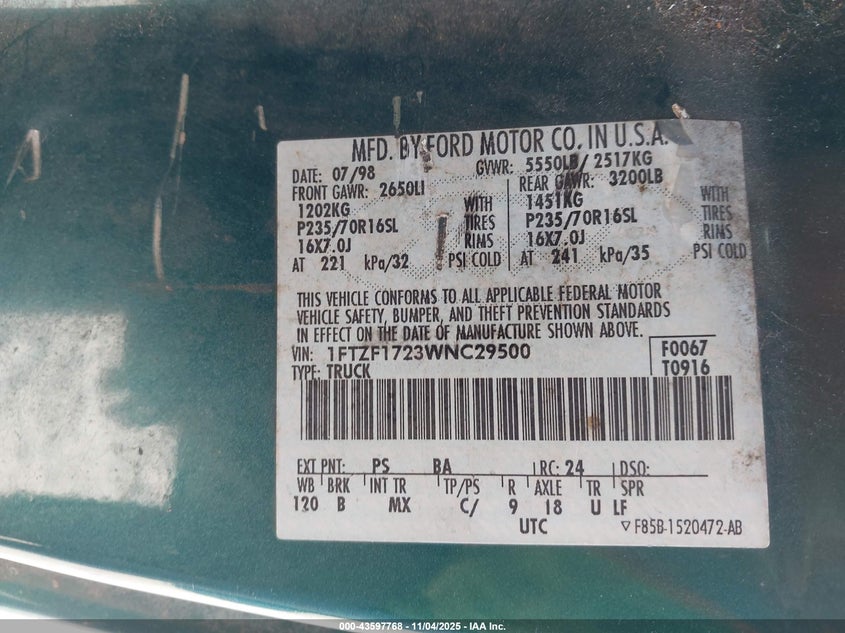 MFD. BY FORD MOTOR CO. IN U.S.A.
DATE: 07/98 GVWR: 5550LB/ 2517KG
FRONT GAWR: 2650LI REAR GAWR: 3200LB
1202KG WITH 1451KG WITH
P235/70R16SL TIRES P235/70R16SL TIRES
16X7.0J RIMS 16X7.0J RIMS
AT 221 kPa/32 PSI COLD AT 241 kPa/35 PSI COLD
THIS VEHICLE CONFORMS TO ALL APPLICABLE FEDERAL MOTOR
VEHICLE SAFETY, BUMPER, AND THEFT PREVENTION STANDARDS
IN EFFECT ON THE DATE OF MANUFACTURE SHOWN ABOVE.
VIN: 1FTZF1723WNC29500 F0067
TYPE: TRUCK T0916
EXT PNT: PS BA RC: 24 DSO:
WB BRK INT TR TP/PS R AXLE TR SPR
120 B MX C/ 9 18 U LF
UTC ▽ F85B-1520472-AB
000-43597768 - 11/04/2025 - IAA Inc.